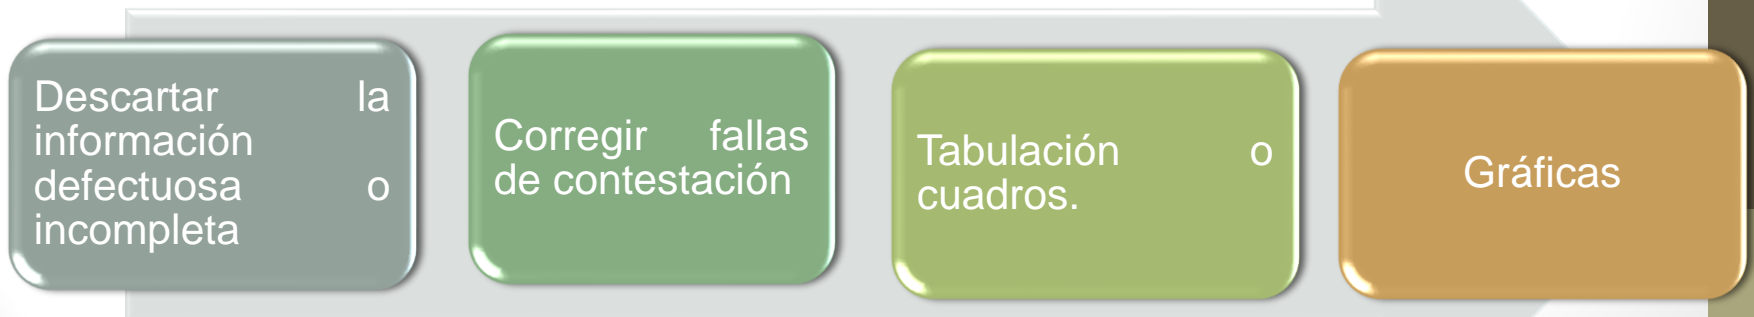 Descartar la
información
defectuosa o
incompleta
Corregir fallas
de contestación
Tabulación o
cuadros.
Gráficas